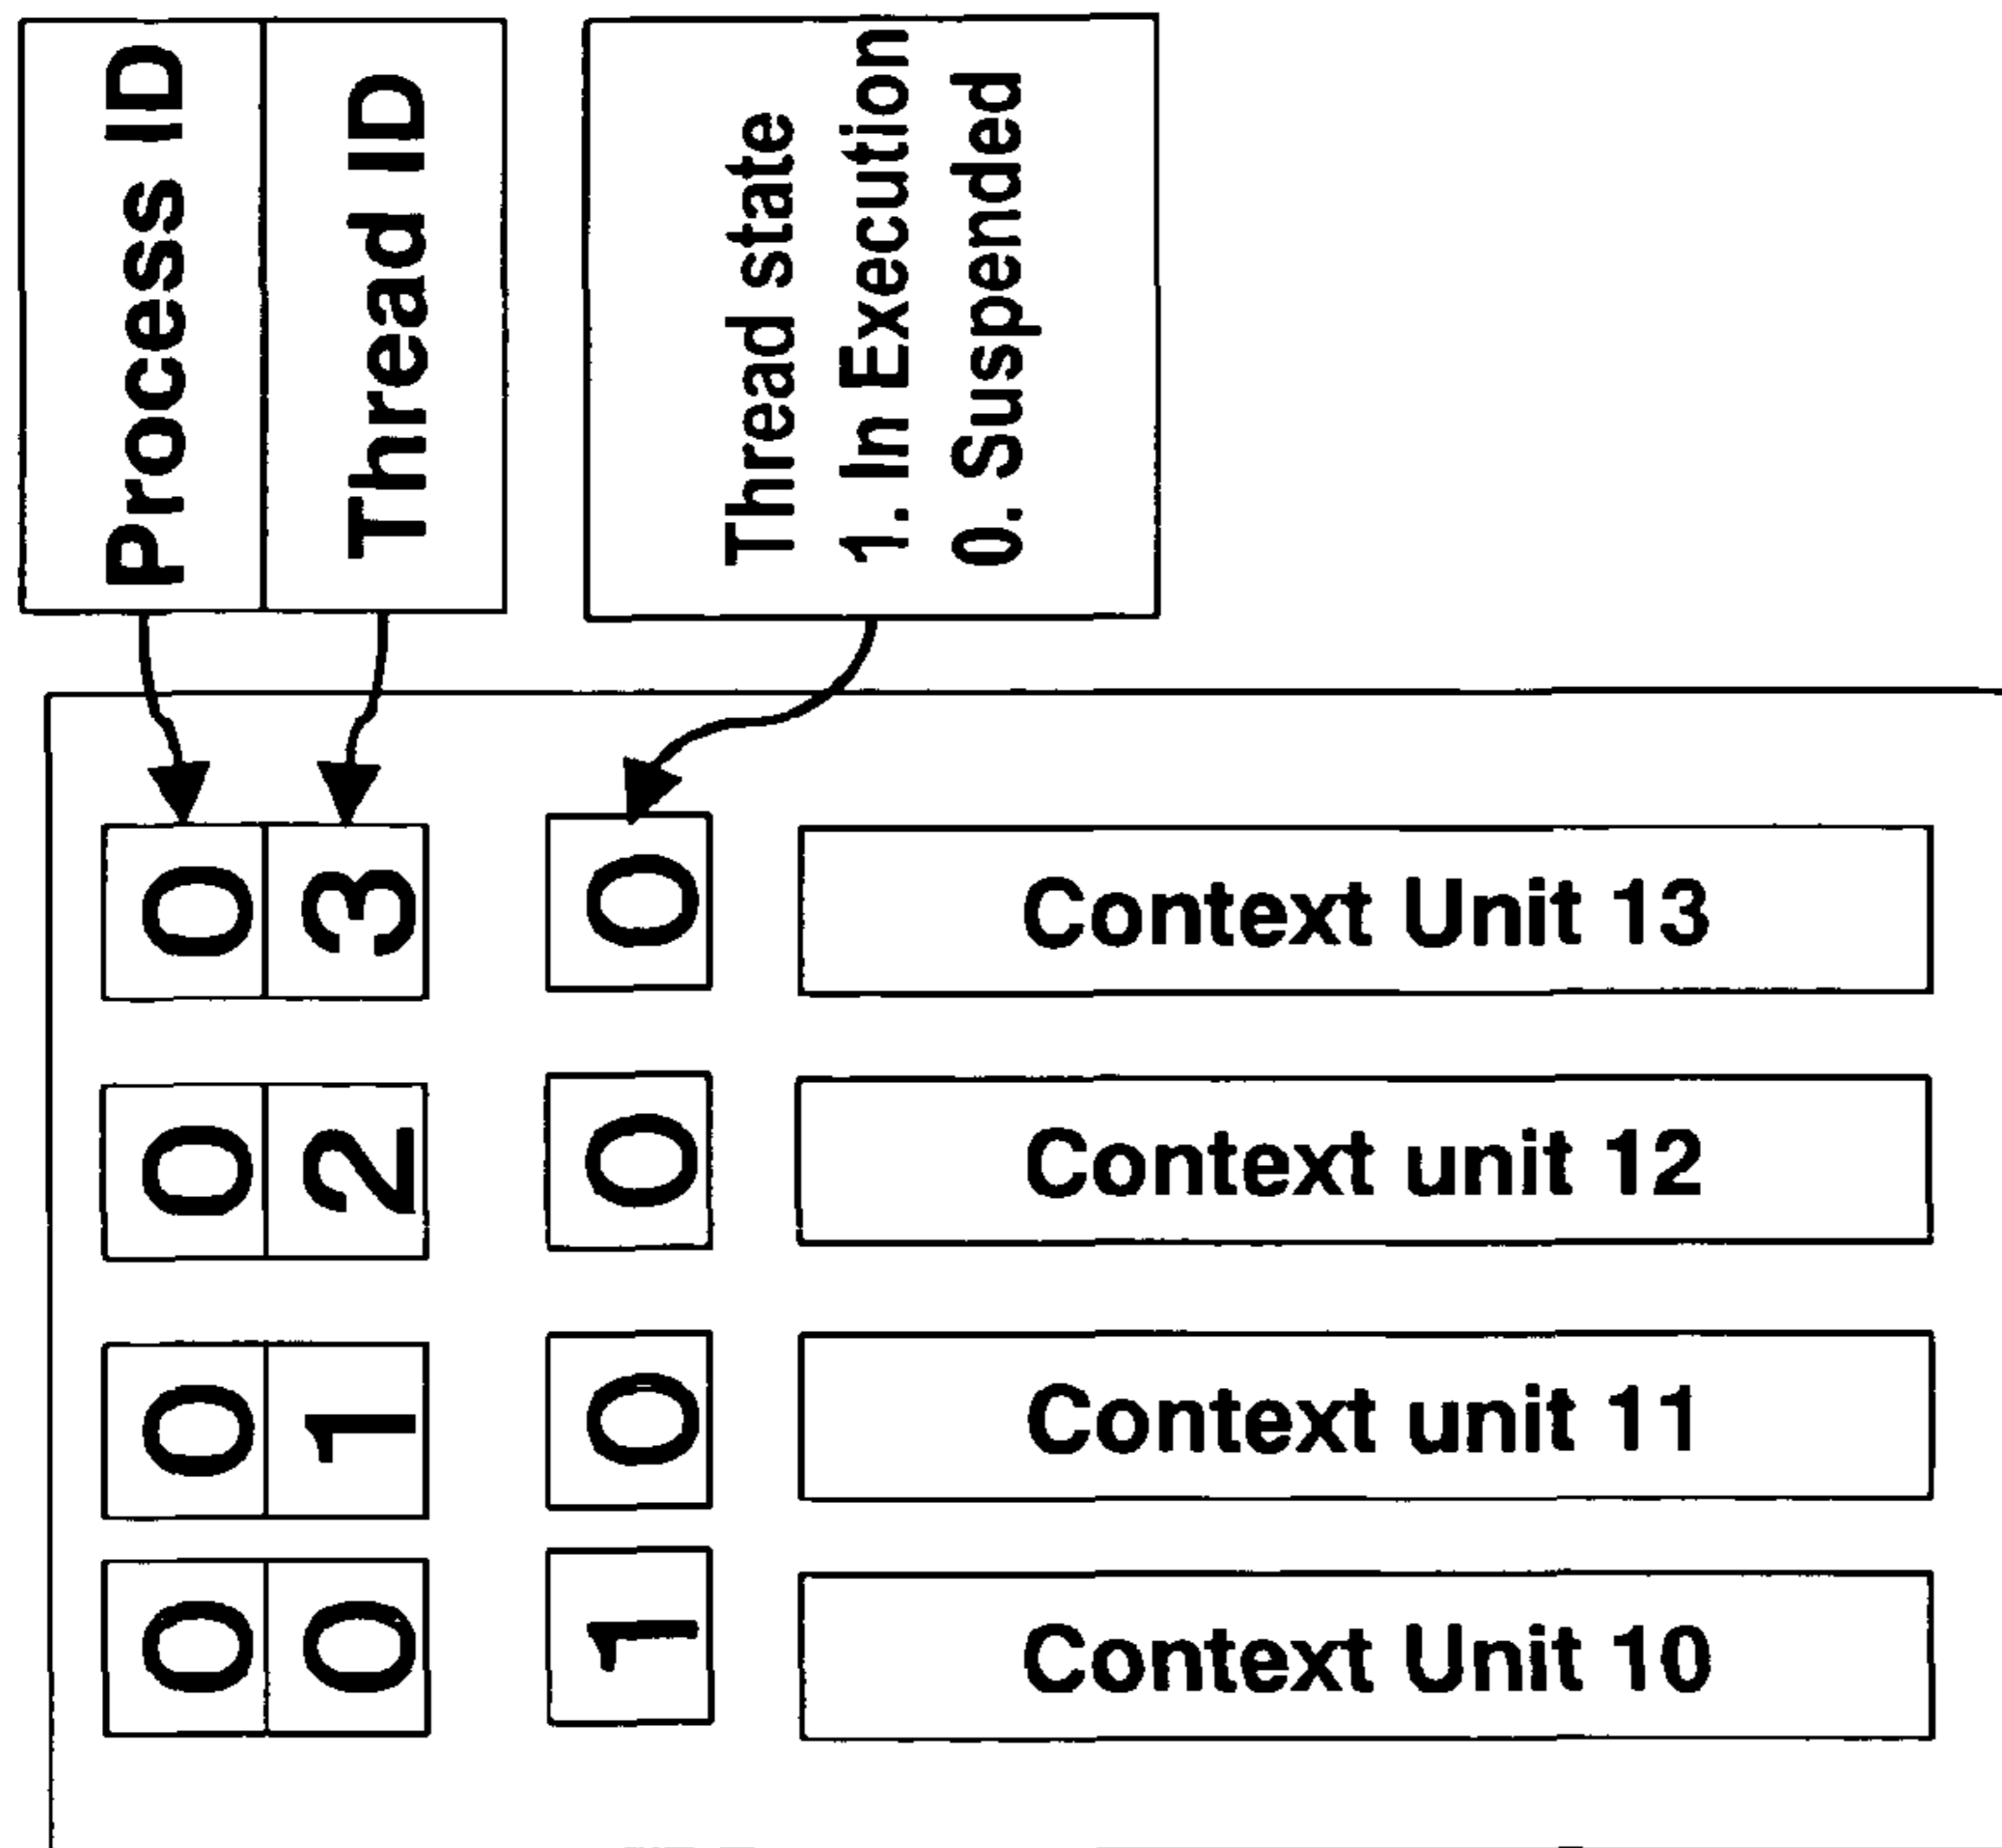 Process ID
Thread ID
Thread state
1. In Execution
0. Suspended
0 3 0 Context Unit 13
0 2 0 Context unit 12
0 1 0 Context unit 11
0 0 1 Context Unit 10